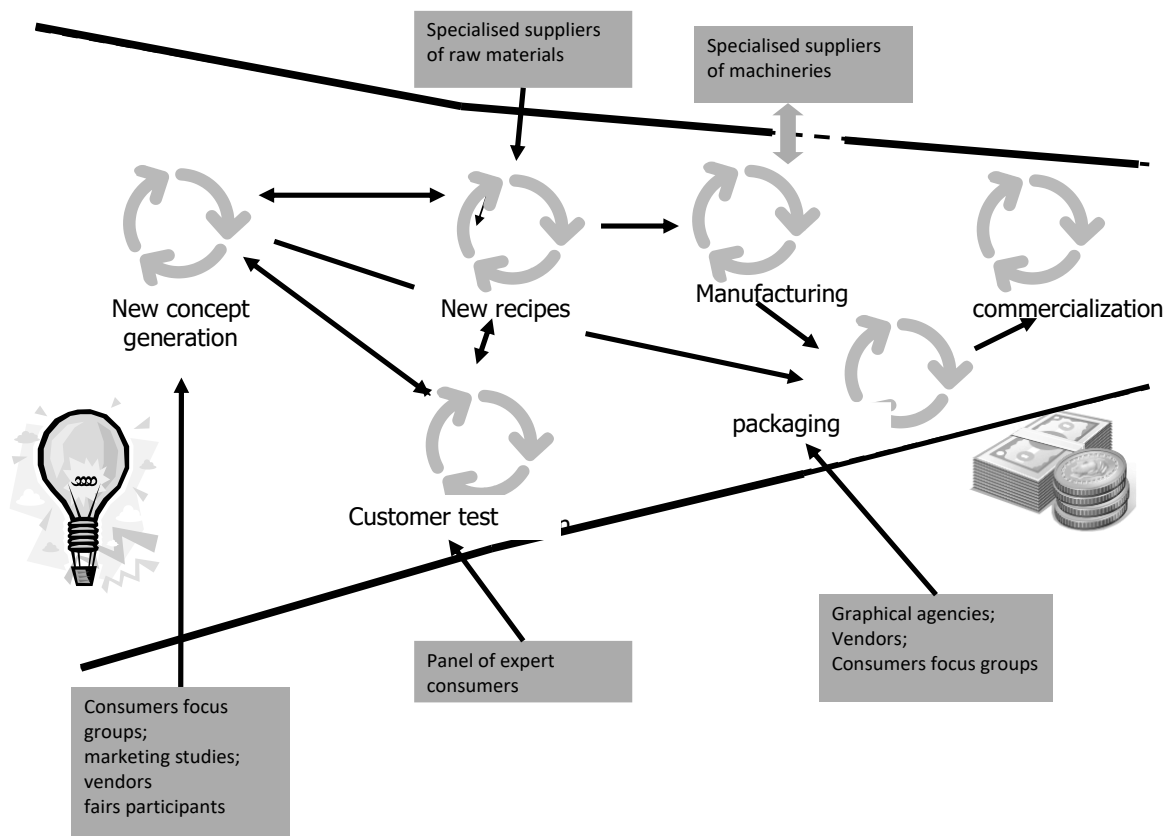 Specialised suppliers
of raw materials
Specialised suppliers
of machineries
New concept
generation
New recipes
Manufacturing
commercialization
packaging
Customer test
Graphical agencies;
Vendors;
Consumers focus groups
Panel of expert
consumers
Consumers focus
groups;
marketing studies;
vendors
fairs participants